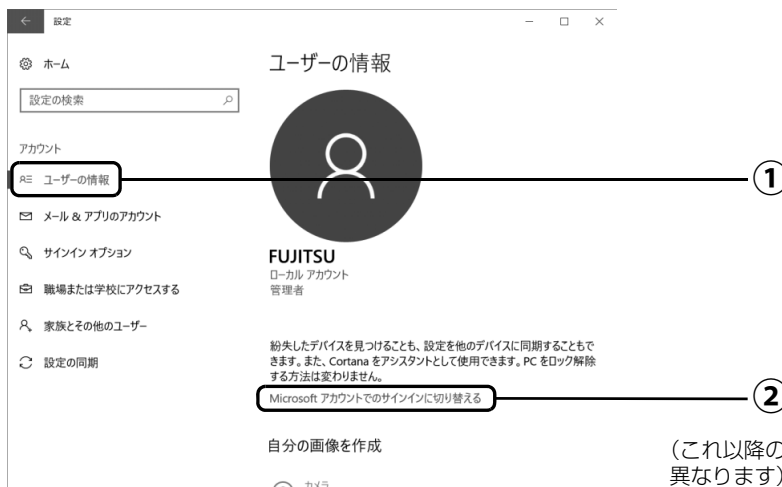 設定
ホーム
設定の検索
アカウント
ユーザーの情報
メール & アプリのアカウント
サインイン オプション
職場または学校にアクセスする
家族とその他のユーザー
設定の同期
ユーザーの情報
①
FUJITSU
ローカル アカウント
管理者
紛失したデバイスを見つけることも、設定を他のデバイスに同期することもで
きます。また、Cortana をアシスタントとして使用できます。PC をロック解除
する方法は変わりません。
Microsoft アカウントでのサインインに切り替える
②
自分の画像を作成
カメラ
（これ以降の
異なります）